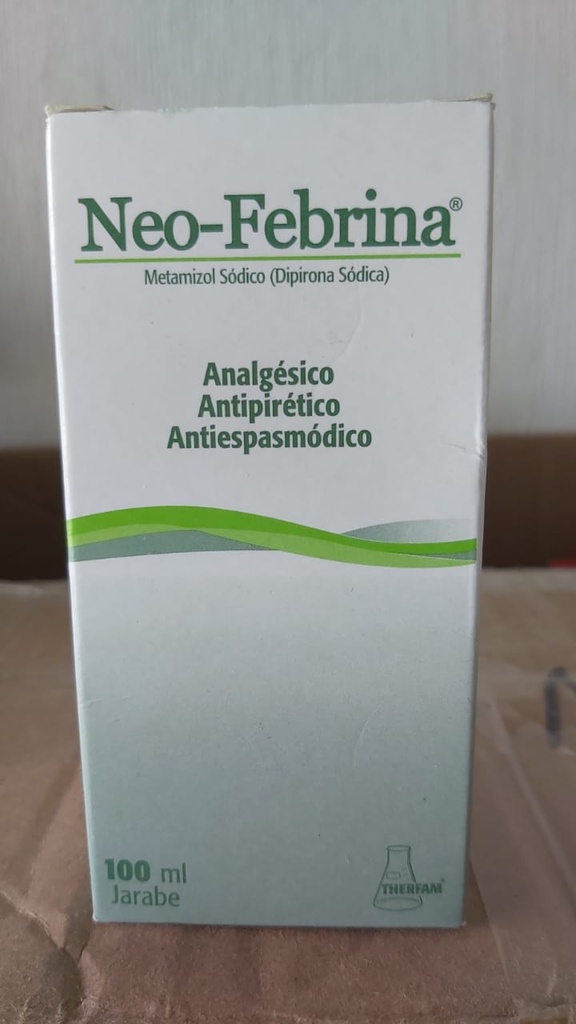 Neo-Febrina®
Metamizol Sódico (Dipirona Sódica)
Analgésico
Antipirético
Antiespasmódico
100 ml
Jarabe
THERFAM